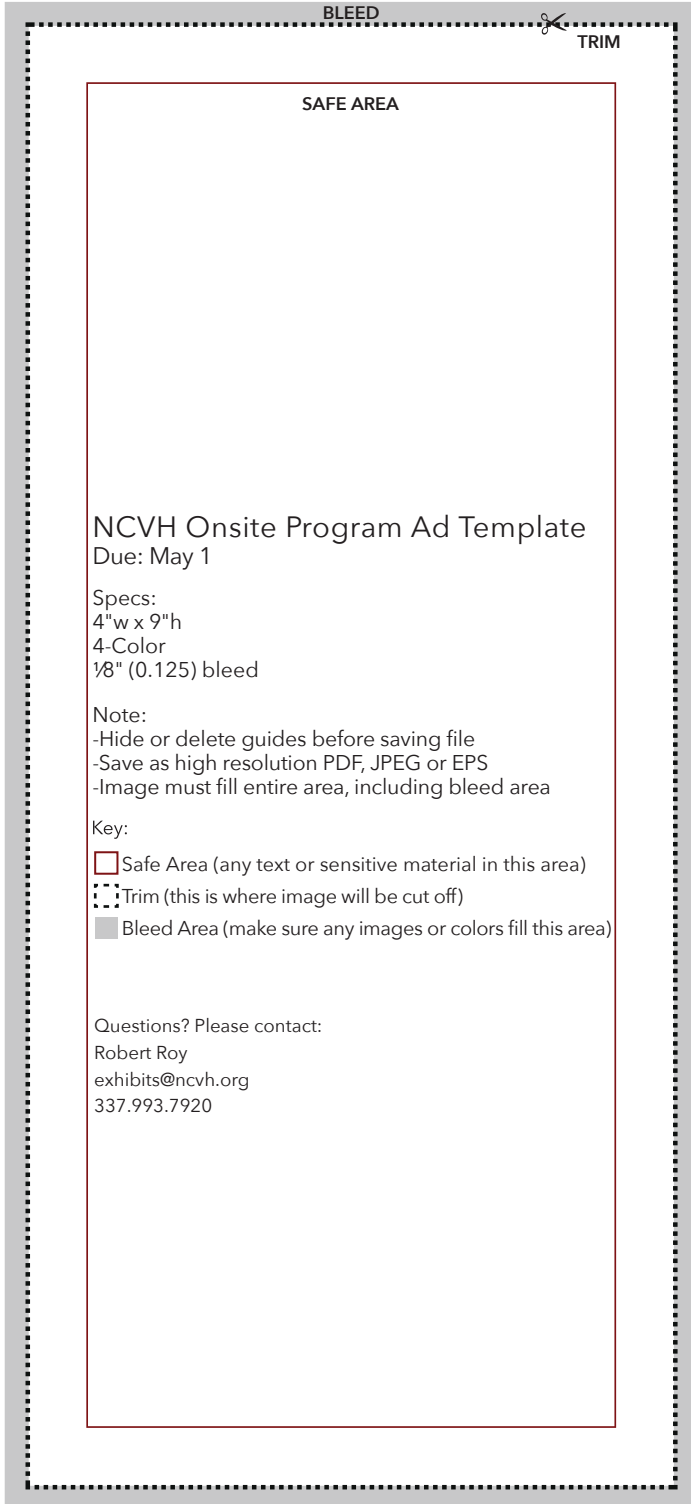 BLEED
TRIM
SAFE AREA
NCVH Onsite Program Ad Template
Due: May 1
Specs:
4"w x 9"h
4-Color
⅛" (0.125) bleed
Note:
-Hide or delete guides before saving file
-Save as high resolution PDF, JPEG or EPS
-Image must fill entire area, including bleed area
Key:
Safe Area (any text or sensitive material in this area)
Trim (this is where image will be cut off)
Bleed Area (make sure any images or colors fill this area)
Questions? Please contact:
Robert Roy
exhibits@ncvh.org
337.993.7920